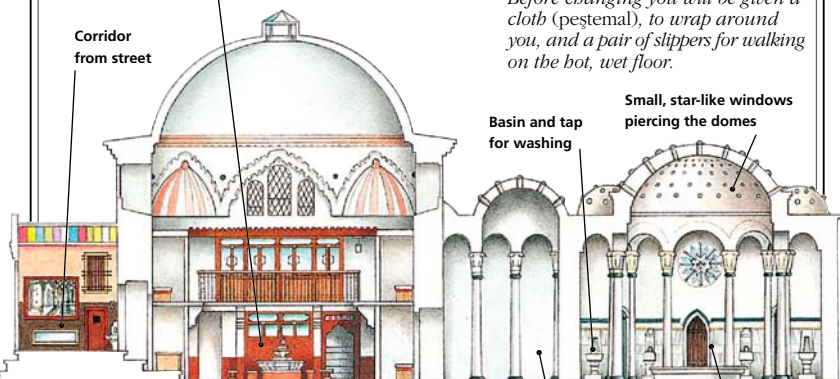 Before changing you will be given a
cloth (peştemal), to wrap around
you, and a pair of slippers for walking
on the hot, wet floor.
Corridor
from street
Small, star-like windows
piercing the domes
Basin and tap
for washing